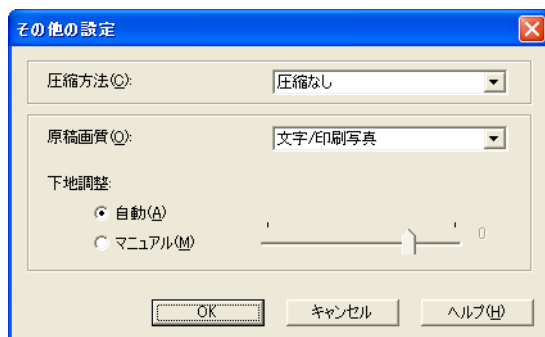 その他の設定
圧縮方法(C): 圧縮なし
原稿画質(O): 文字/印刷写真
下地調整:
自動(A)
マニュアル(M) 0
OK キャンセル ヘルプ(H)